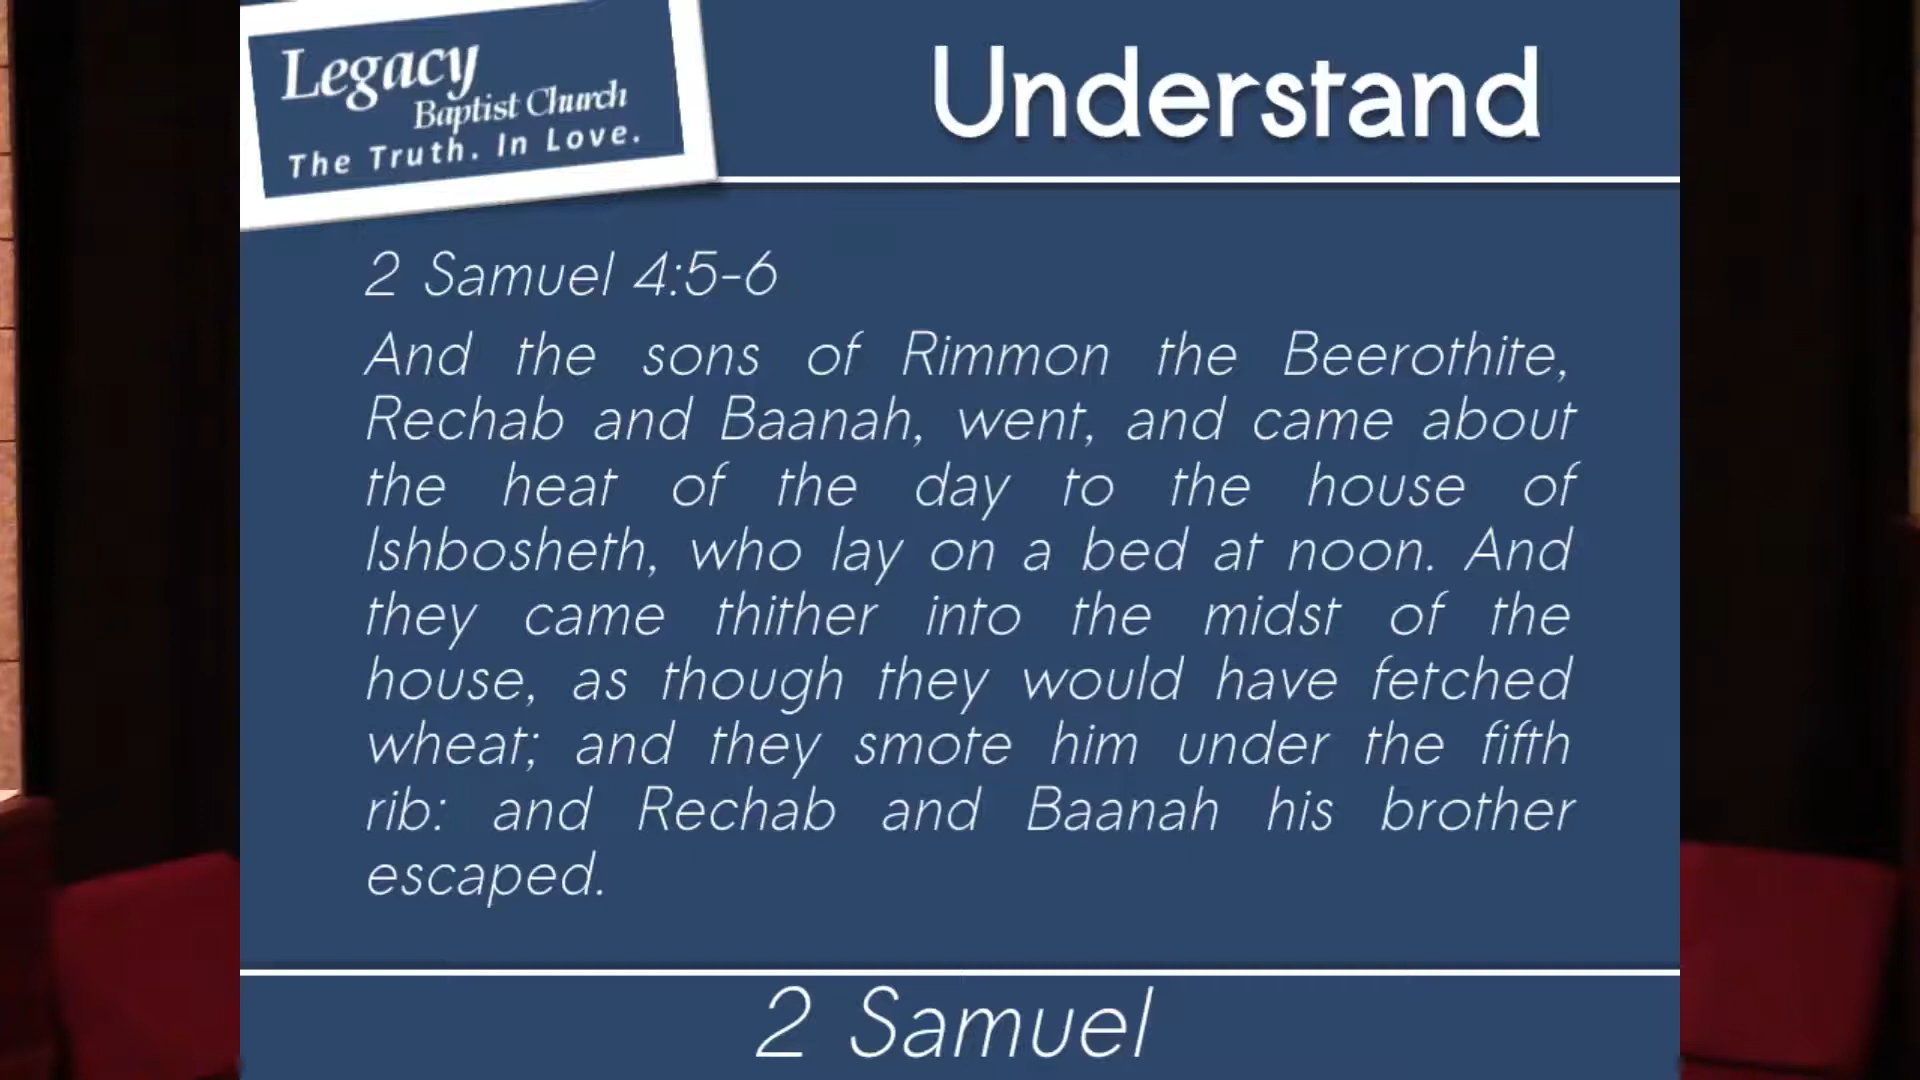 Legacy
Baptist Church
The Truth. In Love.
Understand
2 Samuel 4:5-6
And the sons of Rimmon the Beerothite,
Rechab and Baanah, went, and came about
the heat of the day to the house of
Ishbosheth, who lay on a bed at noon. And
they came thither into the midst of the
house, as though they would have fetched
wheat; and they smote him under the fifth
rib: and Rechab and Baanah his brother
escaped.
2 Samuel